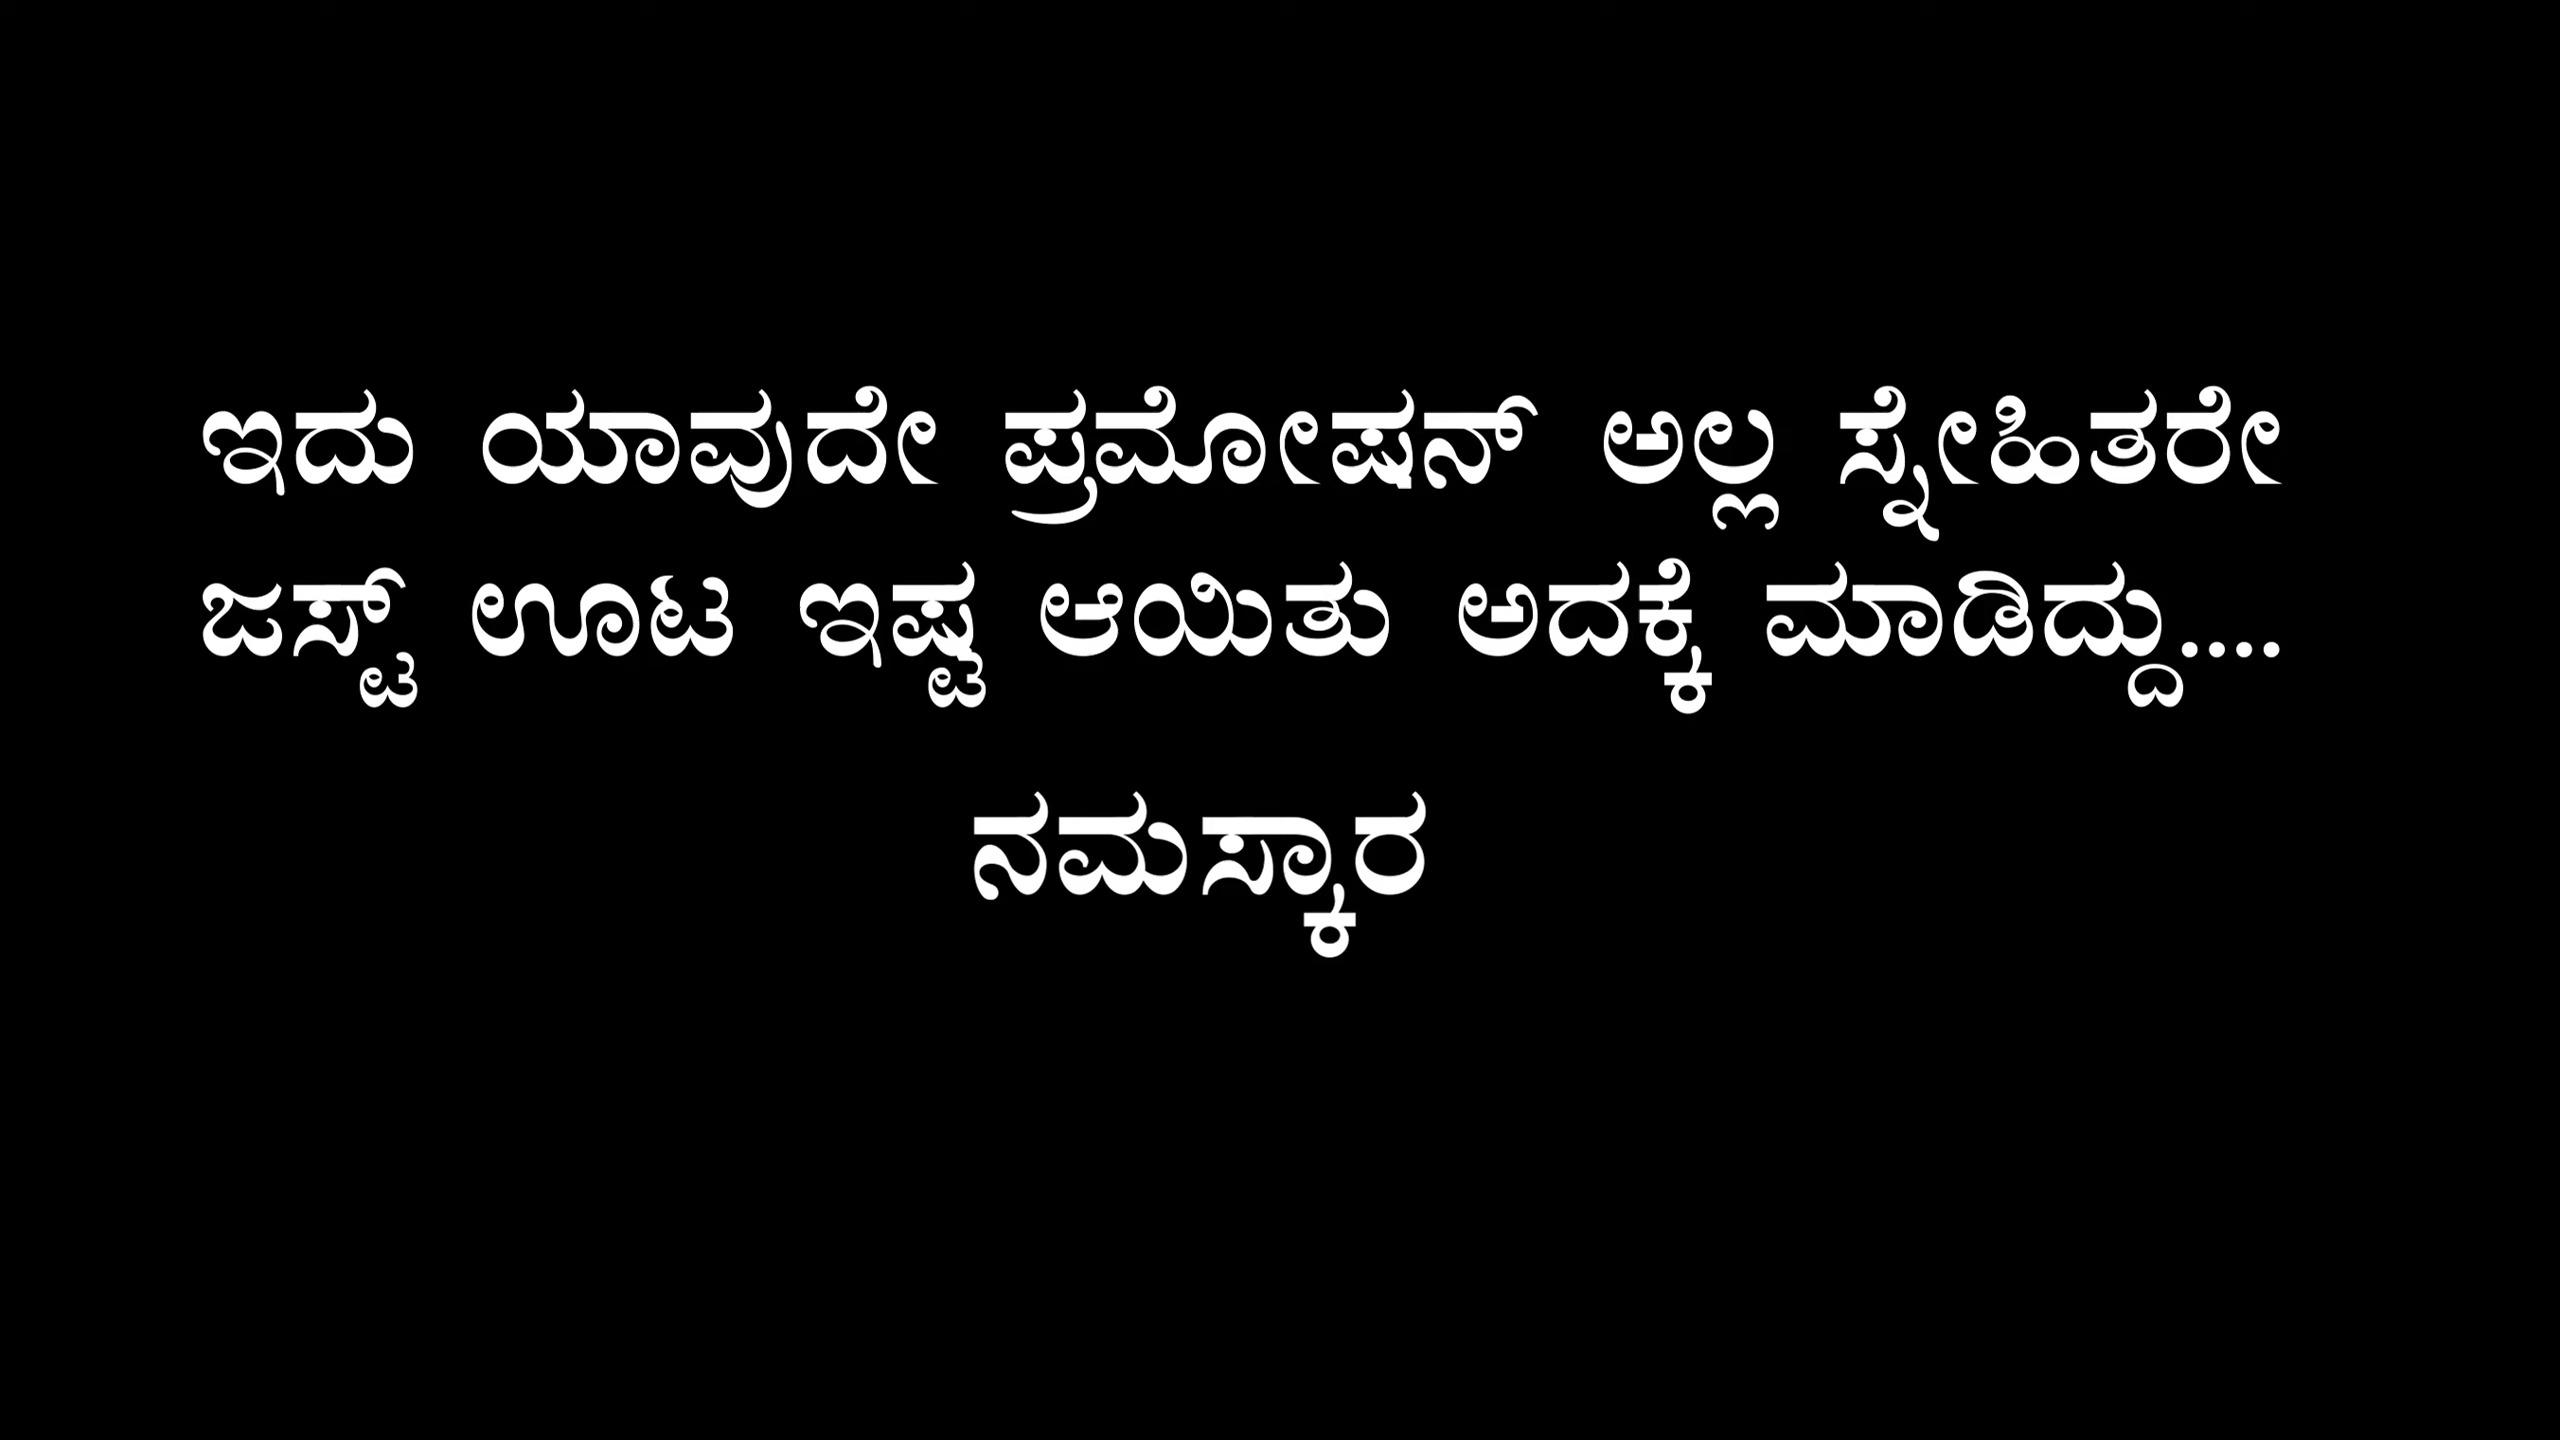 ಇದು ಯಾವುದೇ ಪ್ರಮೋಷನ್ ಅಲ್ಲ ಸ್ನೇಹಿತರೇ
ಜಸ್ಟ್ ಊಟ ಇಷ್ಟ ಆಯಿತು ಅದಕ್ಕೆ ಮಾಡಿದ್ದು....
ನಮಸ್ಕಾರ